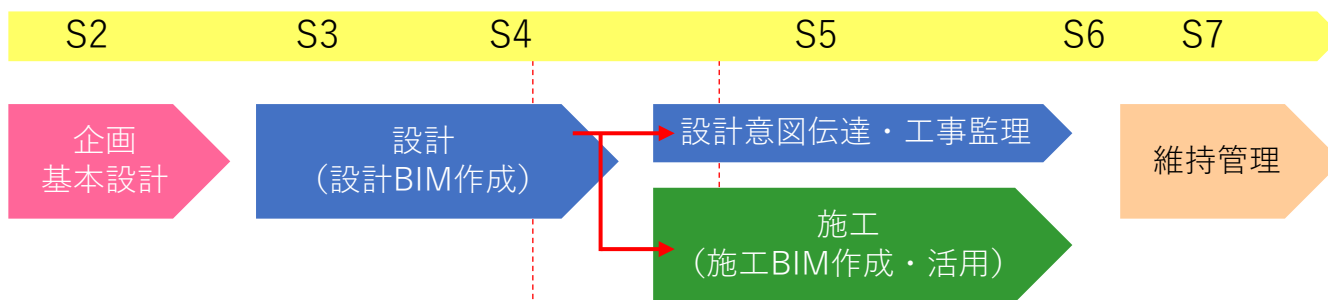 S2 S3 S4 S5 S6 S7
企画
基本設計
設計
（設計BIM作成）
設計意図伝達・工事監理
施工
（施工BIM作成・活用）
維持管理